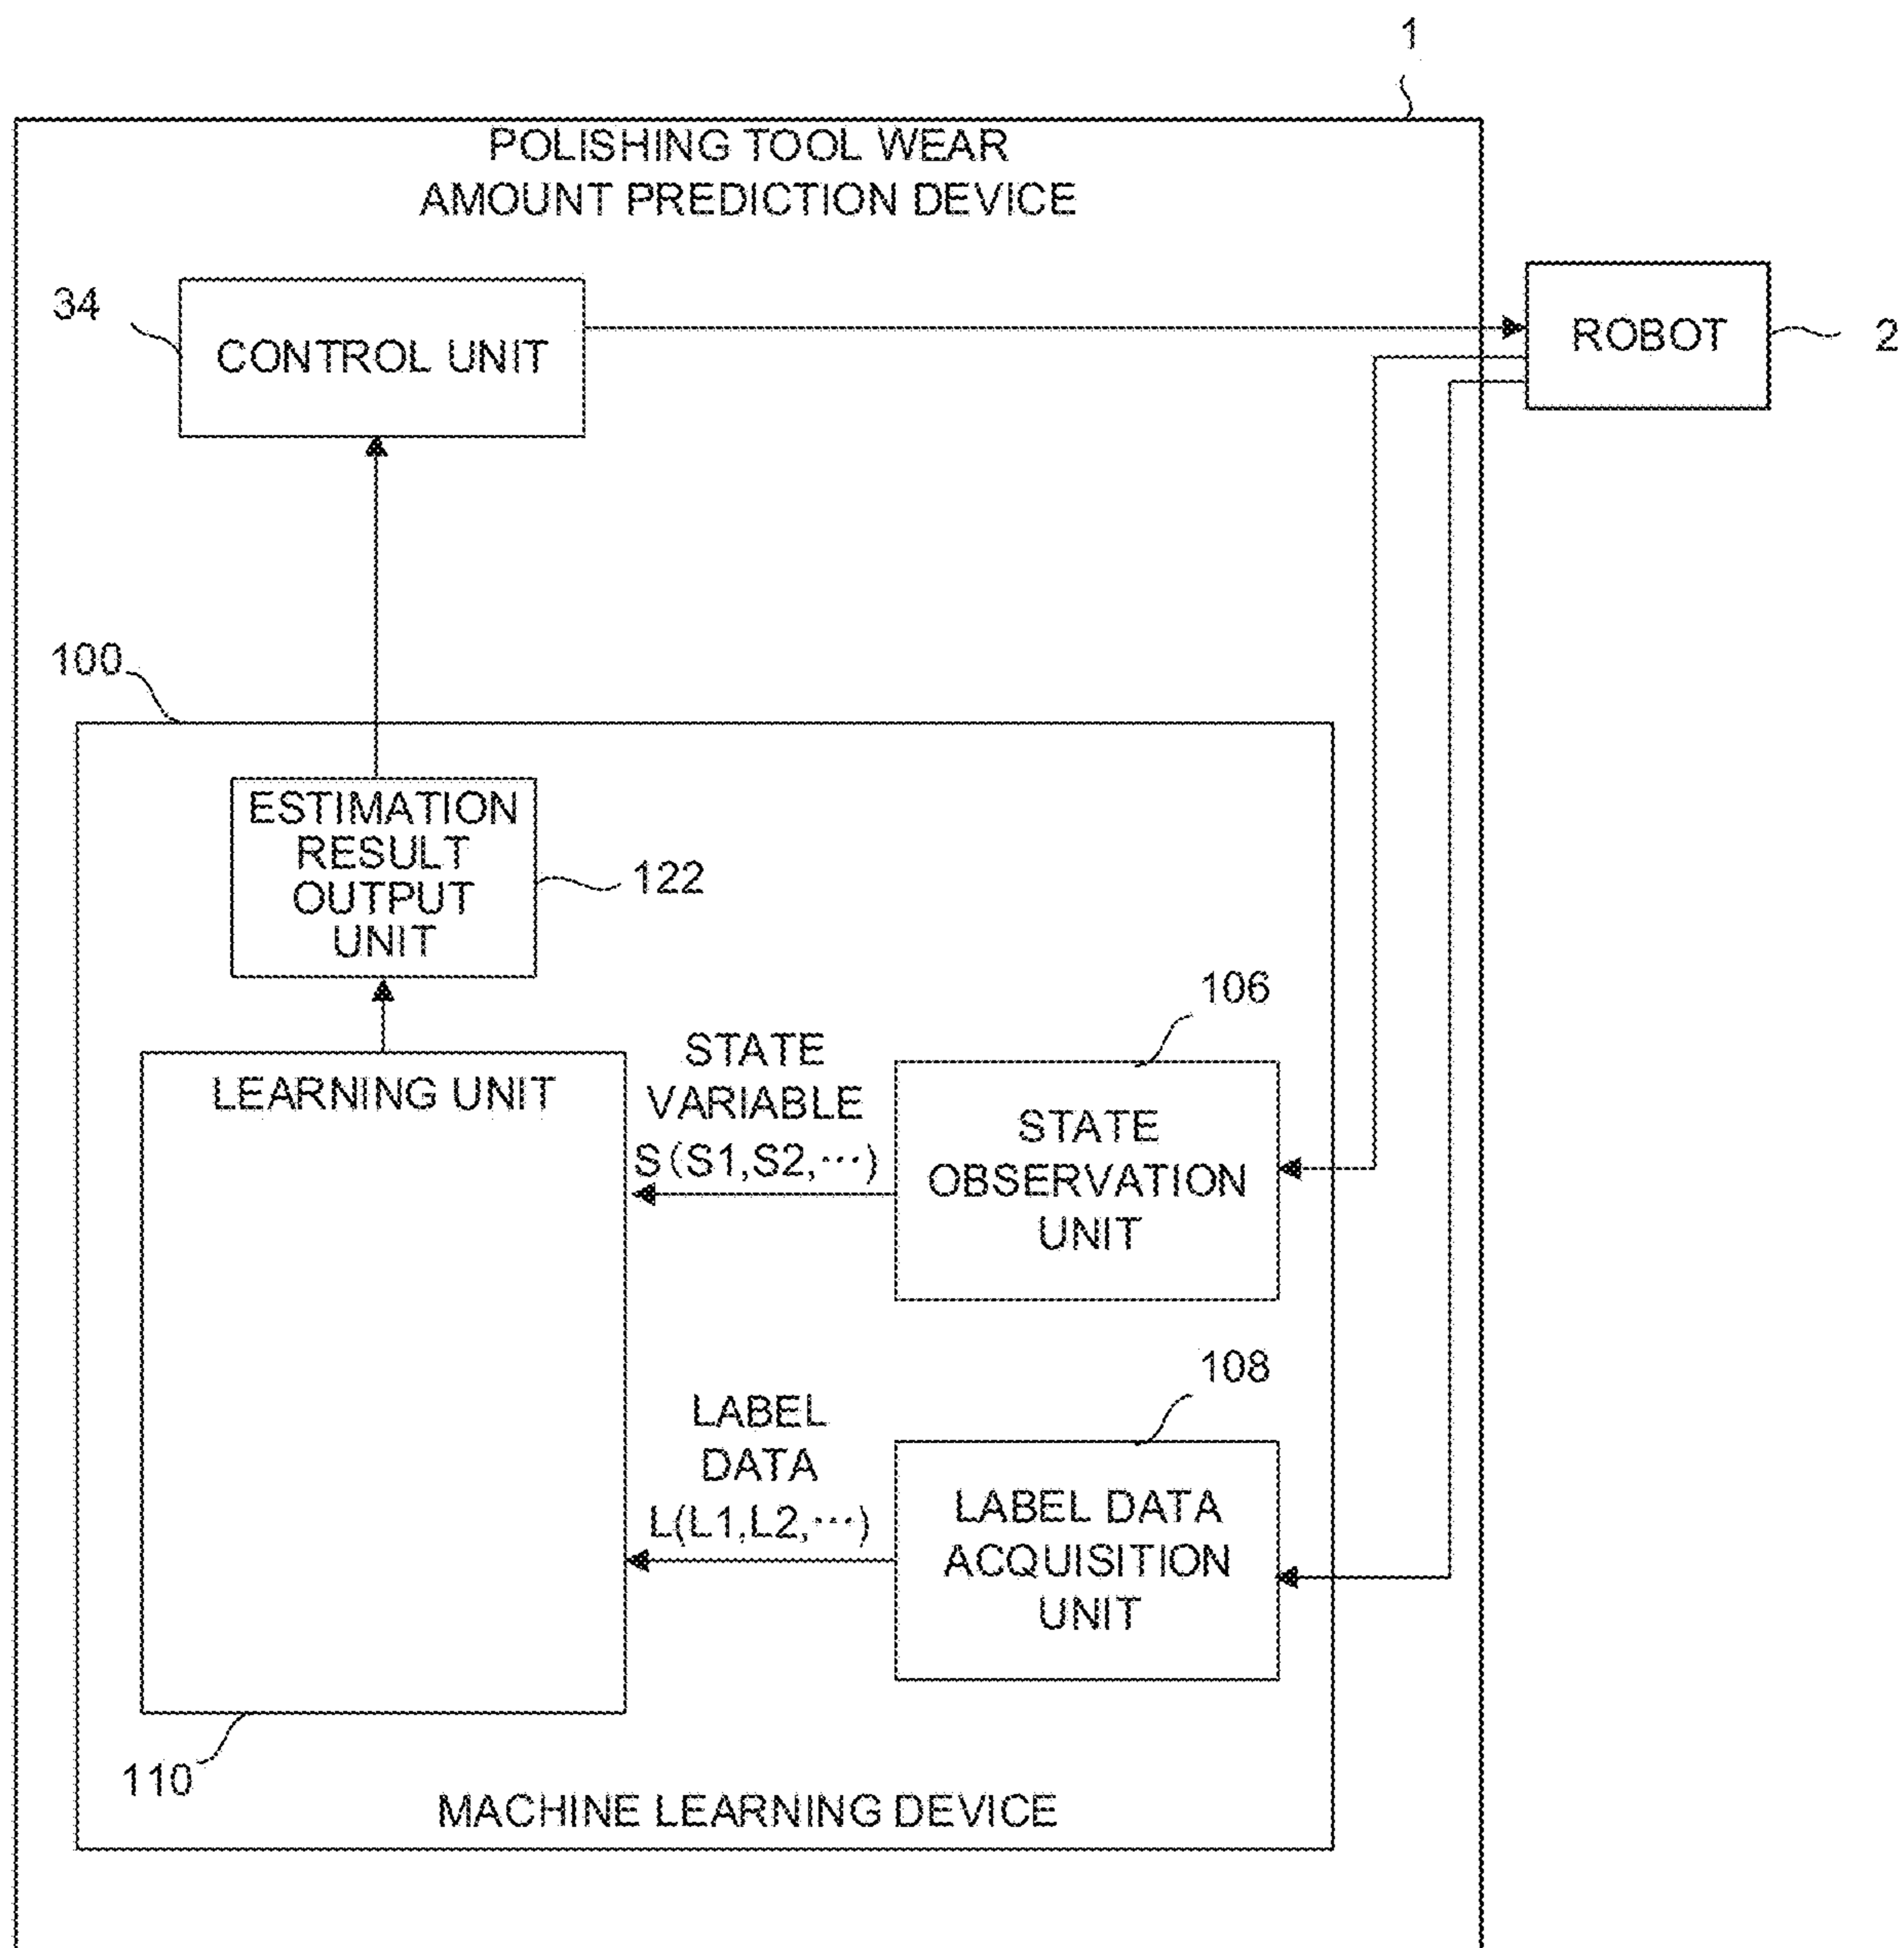 1
POLISHING TOOL WEAR
AMOUNT PREDICTION DEVICE
34
CONTROL UNIT
ROBOT
2
100
ESTIMATION
RESULT
OUTPUT
UNIT
122
106
LEARNING UNIT
STATE
VARIABLE
S (S1,S2,···)
STATE
OBSERVATION
UNIT
108
LABEL
DATA
L(L1,L2,···)
LABEL DATA
ACQUISITION
UNIT
110
MACHINE LEARNING DEVICE